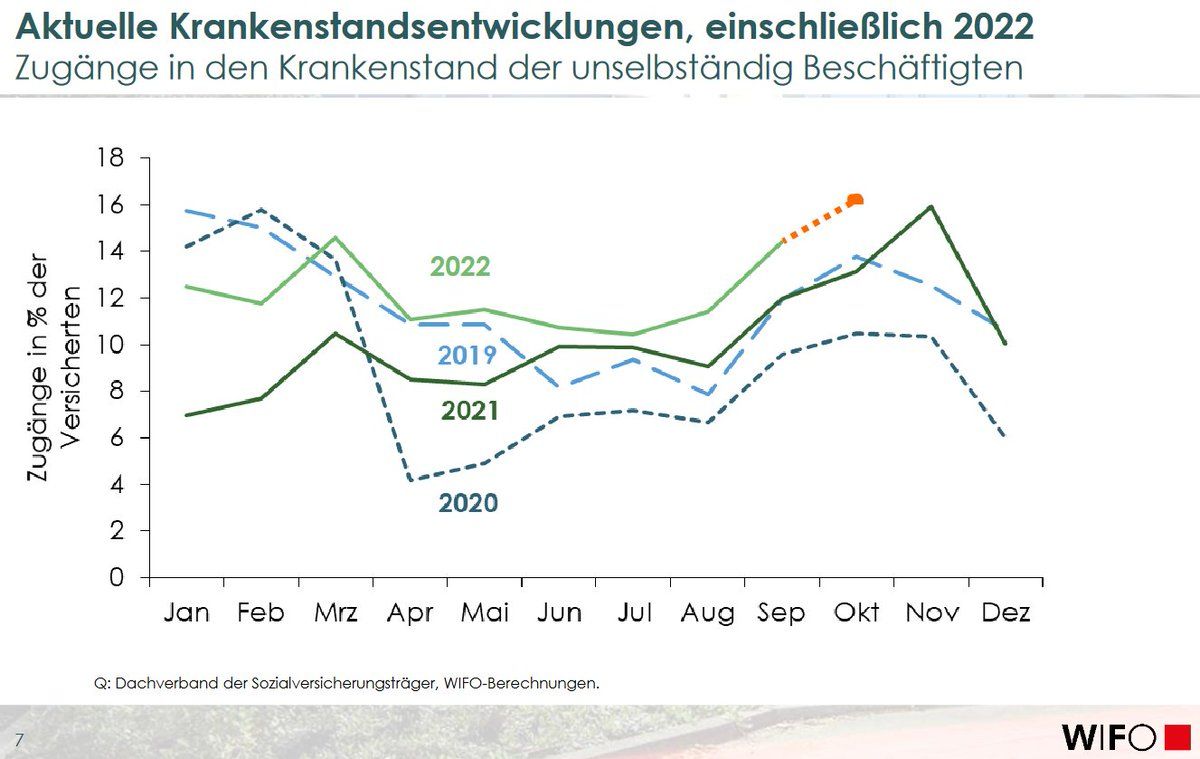 Aktuelle Krankenstandsentwicklungen, einschließlich 2022
Zugänge in den Krankenstand der unselbständig Beschäftigten
Zugänge in % der
Versicherten
18
16
14
12
10
8
6
4
2
0
2022
2019
2021
2020
Jan Feb Mrz Apr Mai Jun Jul Aug Sep Okt Nov Dez
Q: Dachverband der Sozialversicherungsträger, WIFO-Berechnungen.
7
WIFO